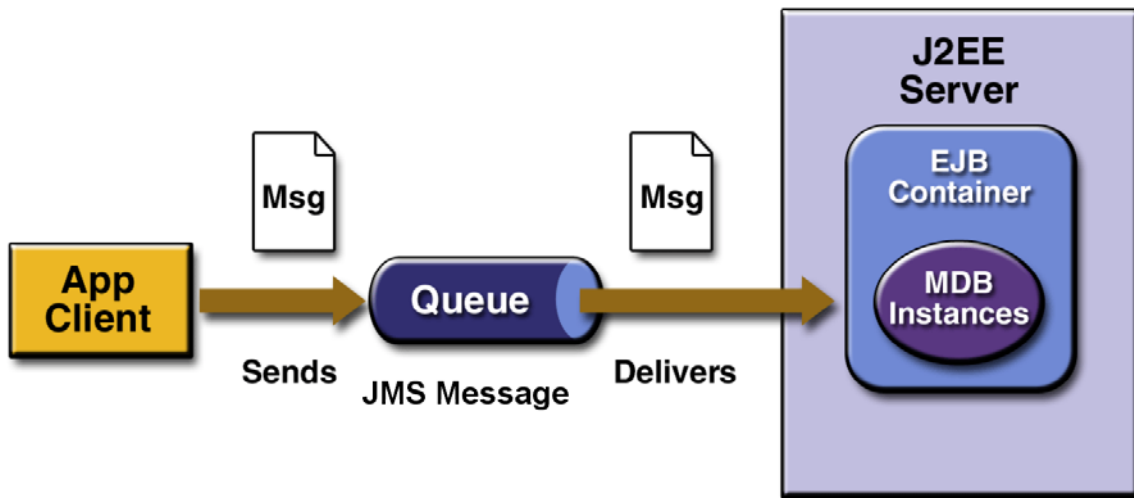 J2EE
Server
EJB
Container
MDB
Instances
Msg
Msg
App
Client
Queue
Sends
Delivers
JMS Message